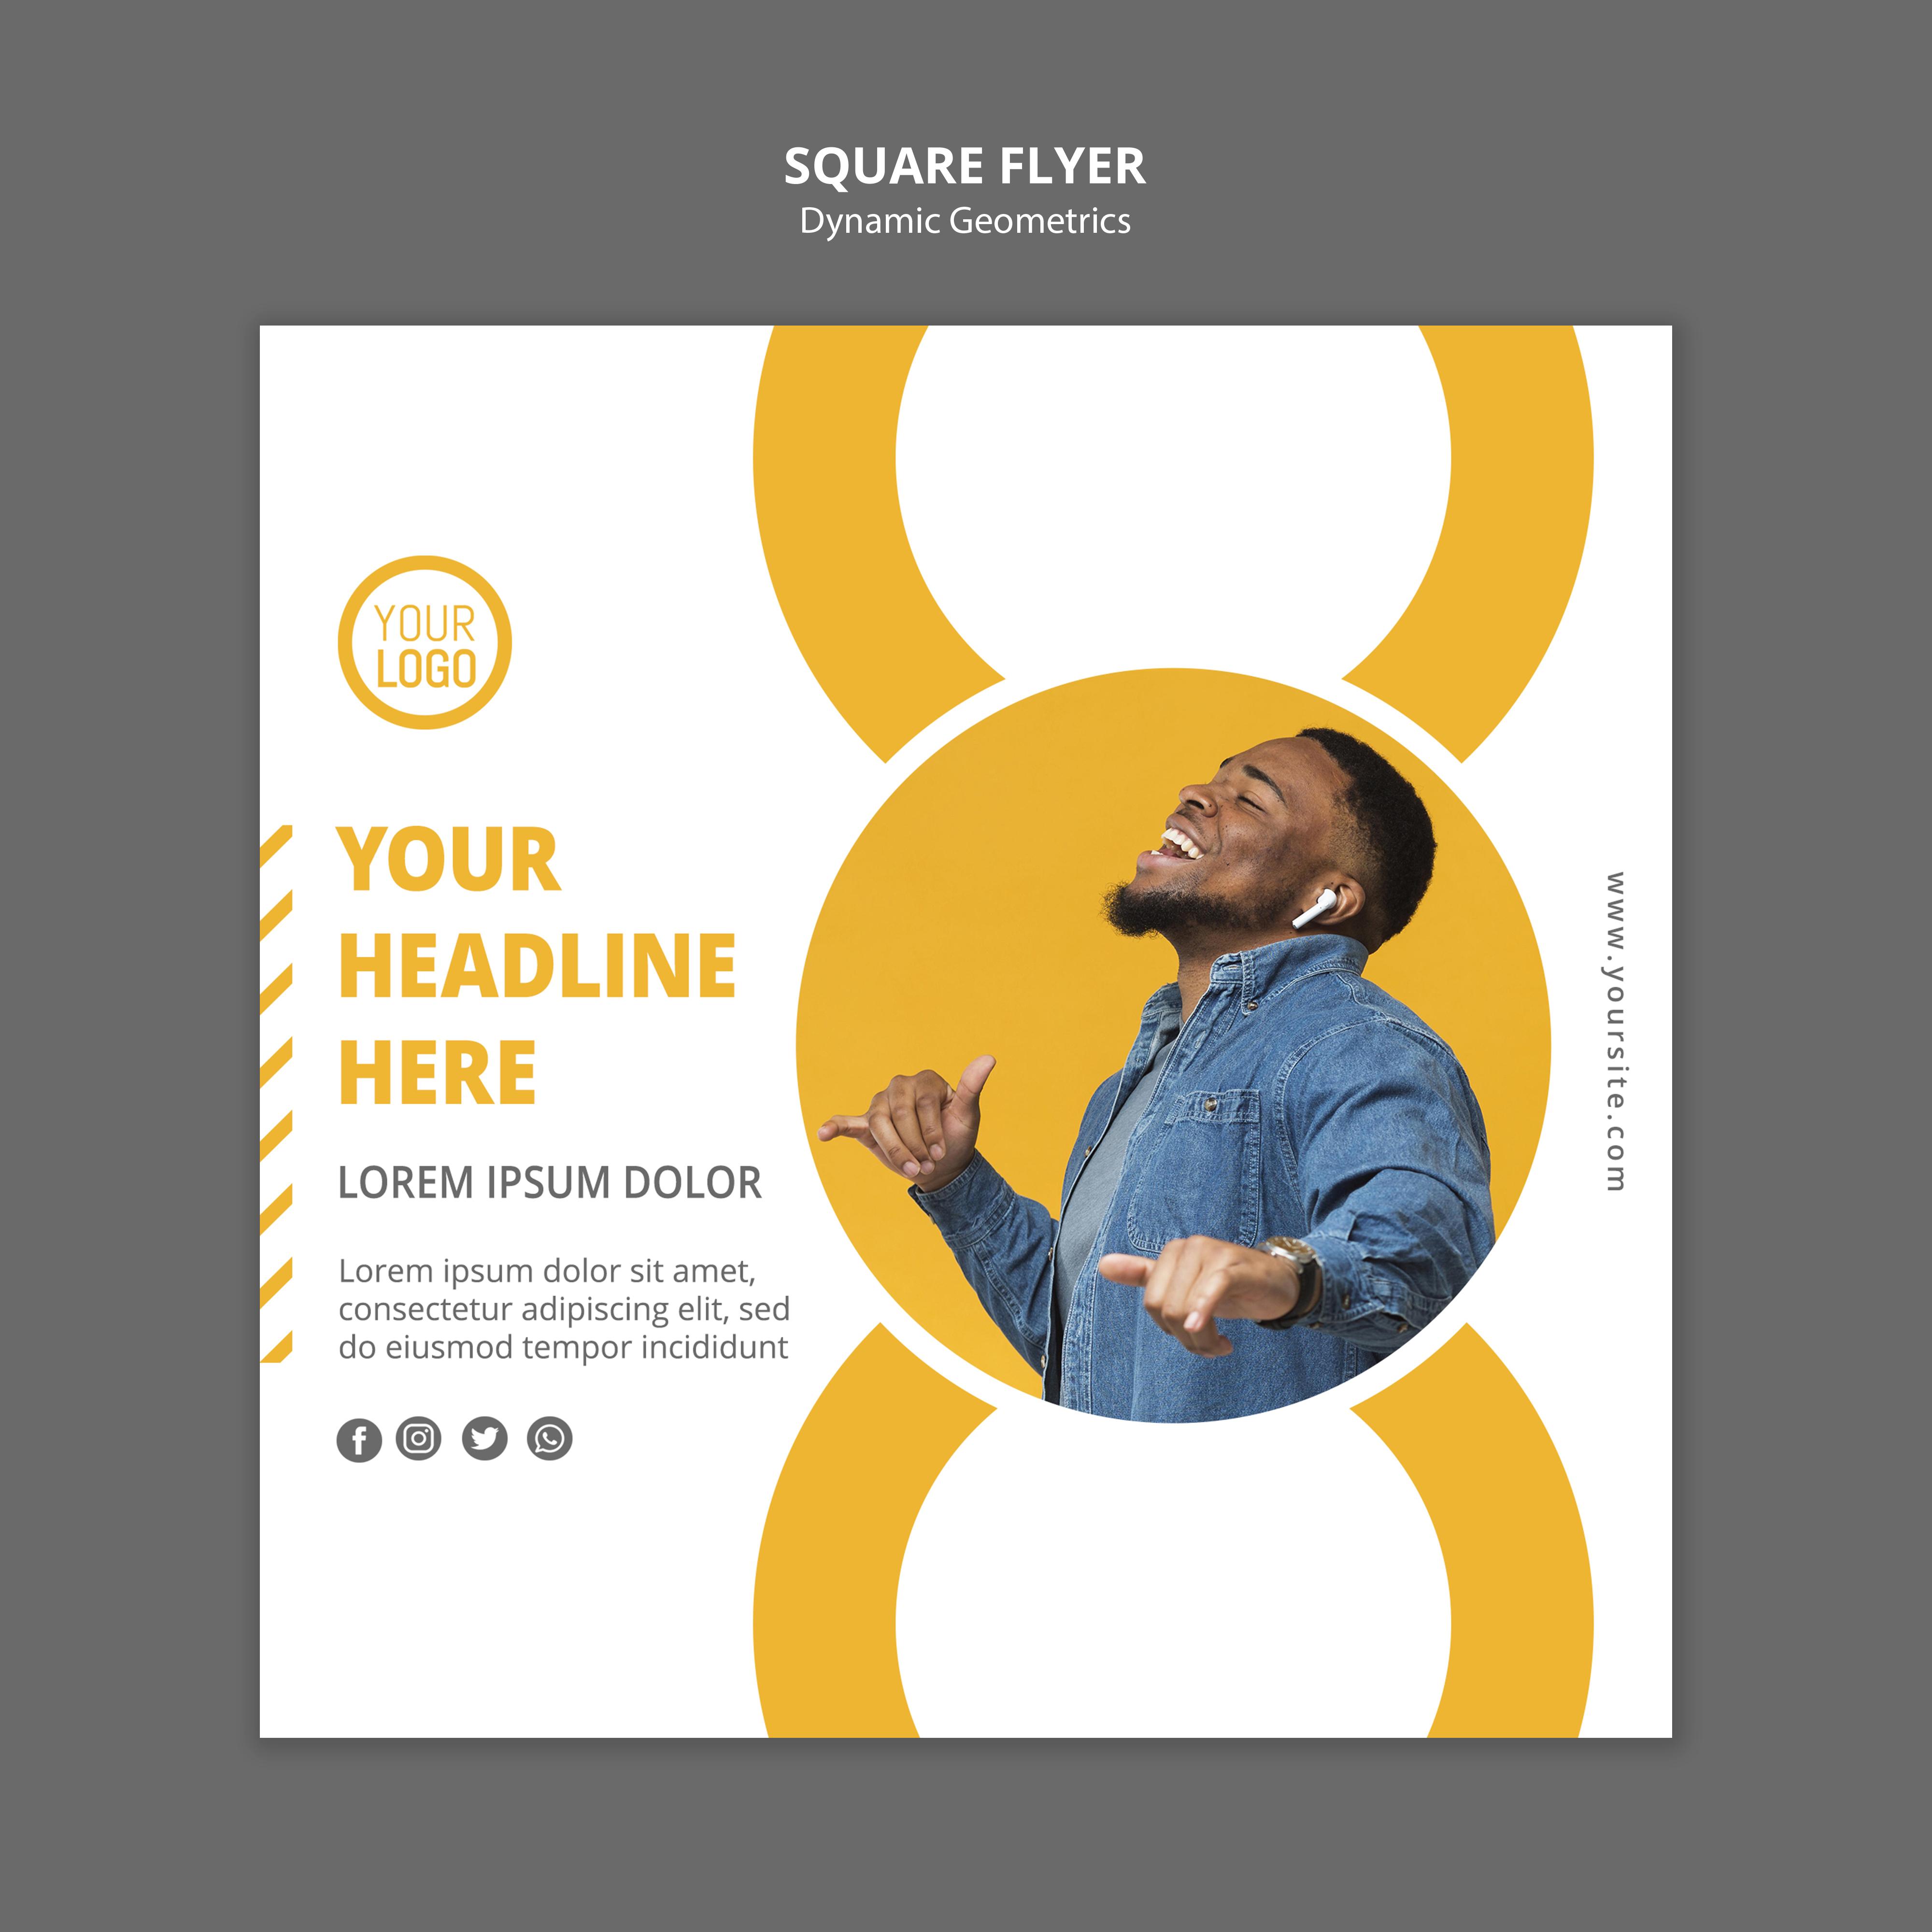 SQUARE FLYER
Dynamic Geometrics
YOUR
LOGO
YOUR
HEADLINE
HERE
LOREM IPSUM DOLOR
Lorem ipsum dolor sit amet,
consectetur adipiscing elit, sed
do eiusmod tempor incididunt
www.yoursite.com